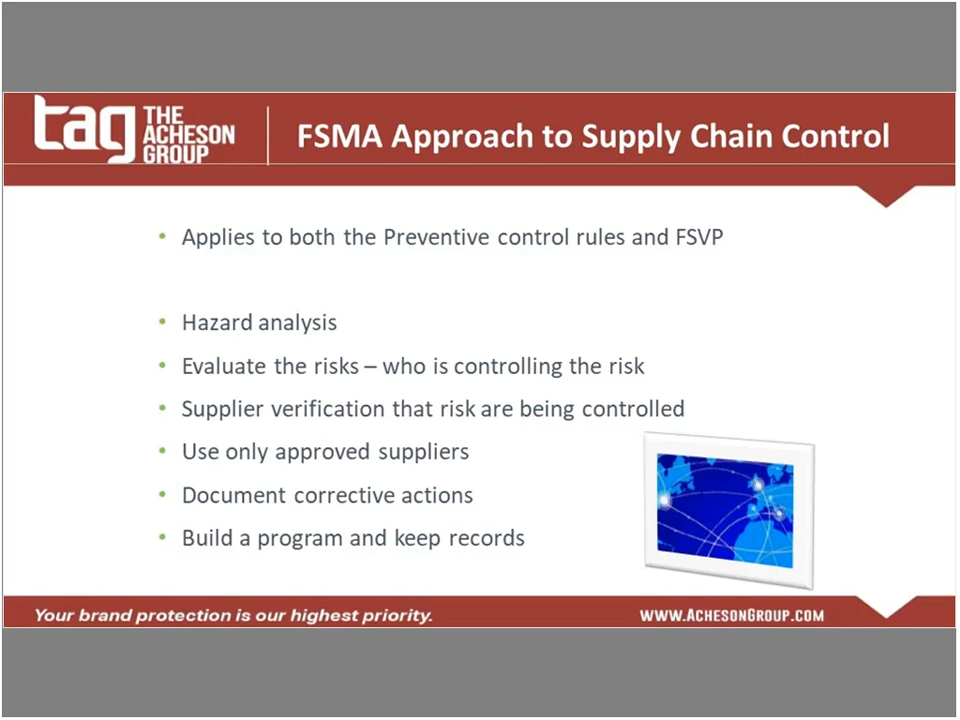 tag THE
ACHESON
GROUP
FSMA Approach to Supply Chain Control
• Applies to both the Preventive control rules and FSVP
• Hazard analysis
• Evaluate the risks – who is controlling the risk
• Supplier verification that risk are being controlled
• Use only approved suppliers
• Document corrective actions
• Build a program and keep records
Your brand protection is our highest priority.
WWW.ACHESONGROUP.COM